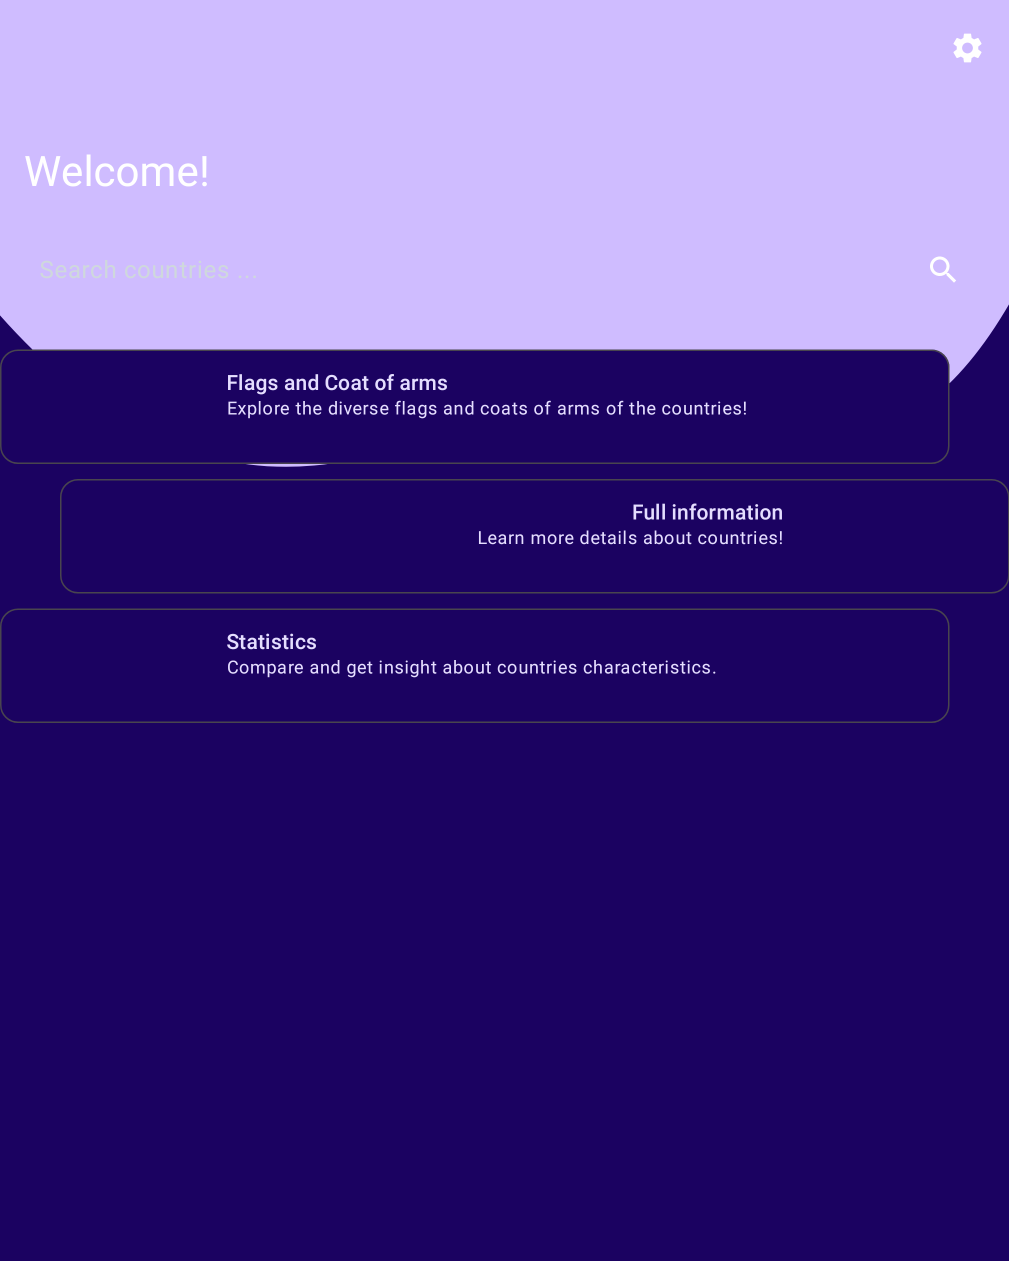 Welcome!
Search countries ...
Flags and Coat of arms
Explore the diverse flags and coats of arms of the countries!
Full information
Learn more details about countries!
Statistics
Compare and get insight about countries characteristics.